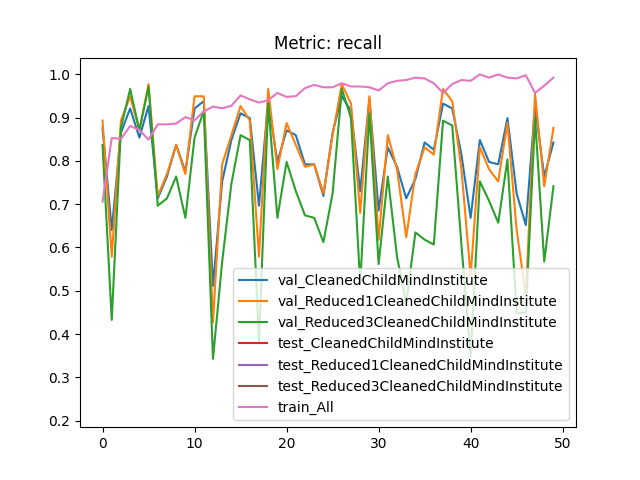 Metric: recall
1.0
0.9
0.8
0.7
0.6
0.5
0.4
0.3
0.2
0
10
20
30
40
50
val_CleanedChildMindInstitute
val_Reduced1CleanedChildMindInstitute
val_Reduced3CleanedChildMindInstitute
test_CleanedChildMindInstitute
test_Reduced1CleanedChildMindInstitute
test_Reduced3CleanedChildMindInstitute
train_All